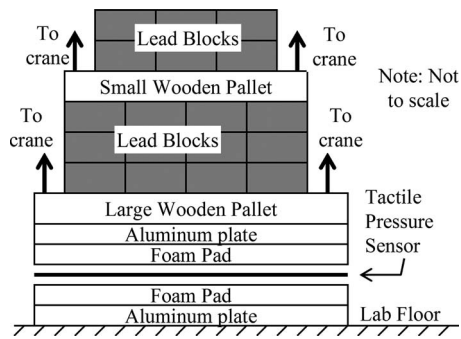 To
crane
Lead Blocks
To
crane
Small Wooden Pallet
Note: Not
to scale
To
crane
Lead Blocks
To
crane
Large Wooden Pallet
Aluminum plate
Foam Pad
Tactile
Pressure
Sensor
Foam Pad
Aluminum plate
Lab Floor